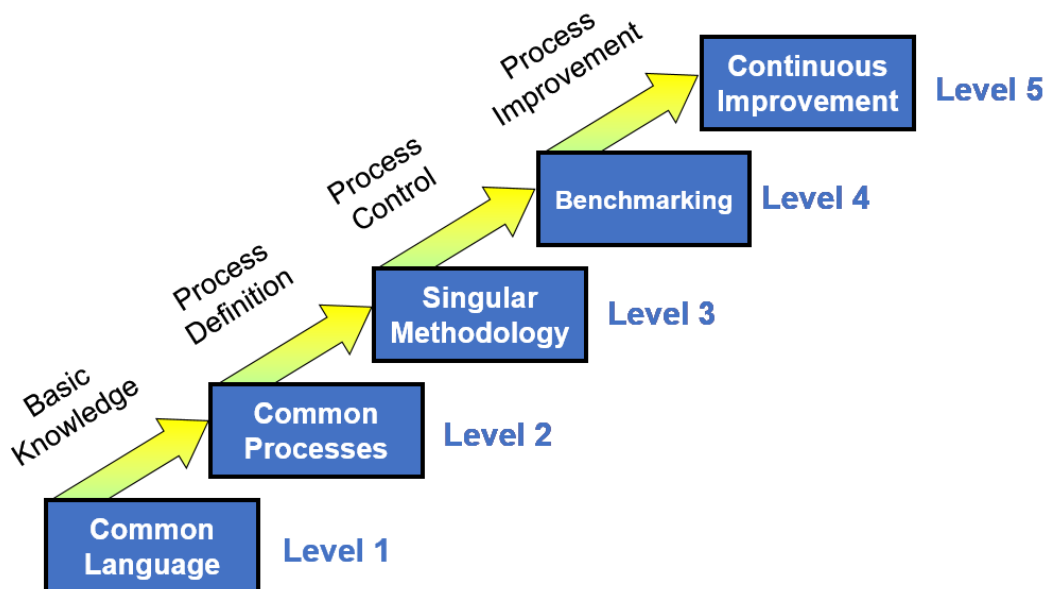 Process
Improvement
Continuous
Improvement
Level 5
Process
Control
Benchmarking
Level 4
Process
Definition
Singular
Methodology
Level 3
Basic
Knowledge
Common
Processes
Level 2
Common
Language
Level 1